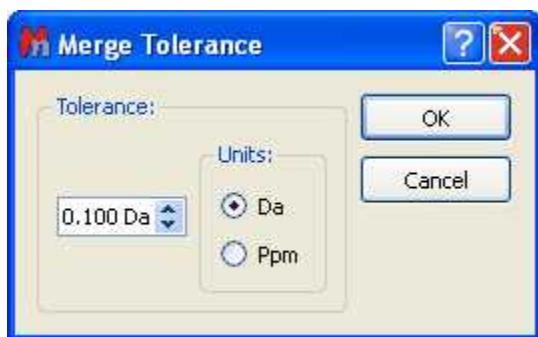 Merge Tolerance
Tolerance:
OK
Units:
Cancel
0.100 Da
Da
Ppm